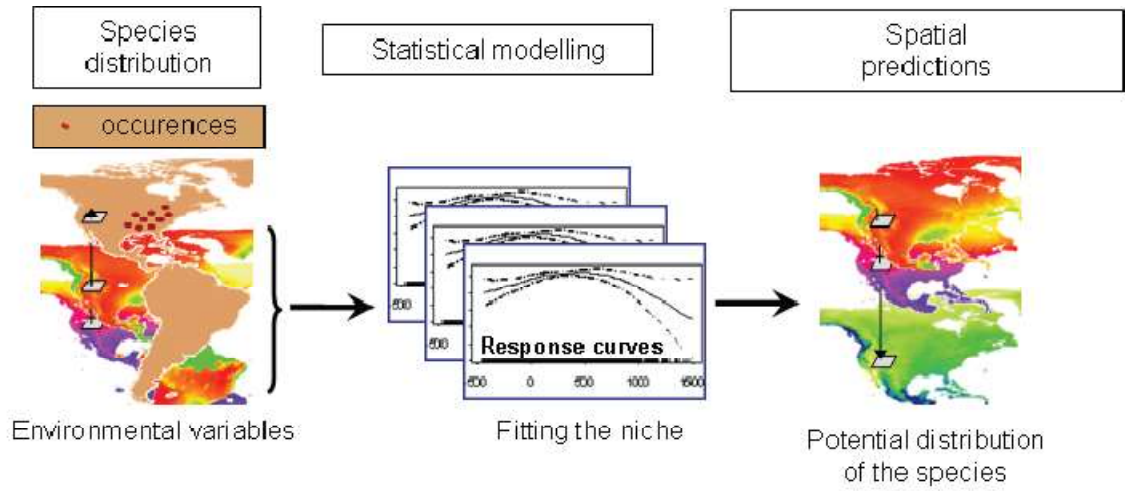 Species
distribution
Statistical modelling
Spatial
predictions
occurences
500
500
Response curves
500 0 500 1000 1500
Environmental variables
Fitting the niche
Potential distribution
of the species